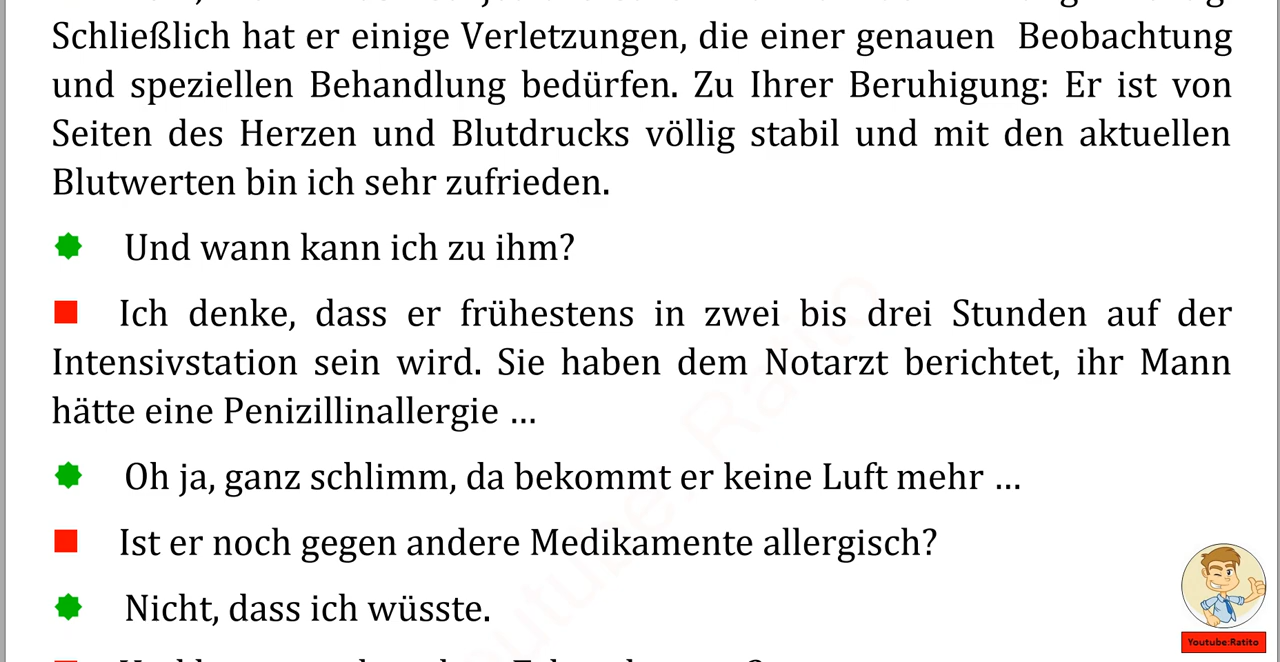 Schließlich hat er einige Verletzungen, die einer genauen Beobachtung
und speziellen Behandlung bedürfen. Zu Ihrer Beruhigung: Er ist von
Seiten des Herzen und Blutdrucks völlig stabil und mit den aktuellen
Blutwerten bin ich sehr zufrieden.
Und wann kann ich zu ihm?
Ich denke, dass er frühestens in zwei bis drei Stunden auf der
Intensivstation sein wird. Sie haben dem Notarzt berichtet, ihr Mann
hätte eine Penizillinallergie ...
Oh ja, ganz schlimm, da bekommt er keine Luft mehr ...
Ist er noch gegen andere Medikamente allergisch?
Nicht, dass ich wüsste.
Youtube:Ratito